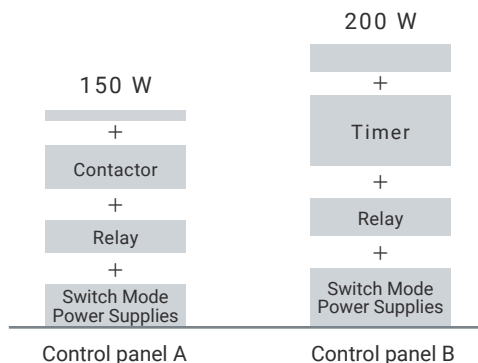 150 W
+
Contactor
+
Relay
+
Switch Mode
Power Supplies
Control panel A
200 W
+
Timer
+
Relay
+
Switch Mode
Power Supplies
Control panel B